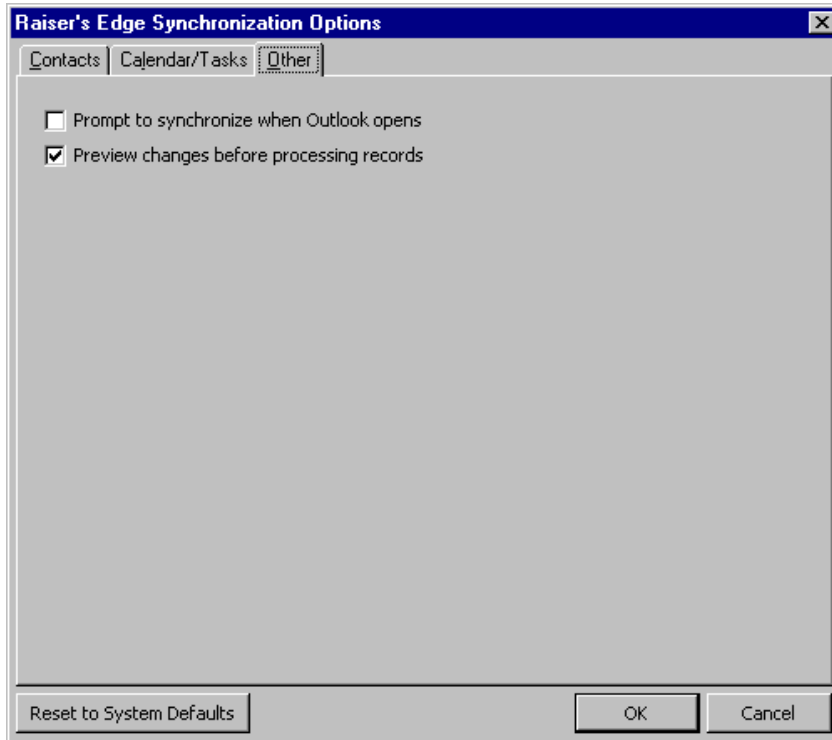 Raiser's Edge Synchronization Options
Contacts Calendar/Tasks Other
Prompt to synchronize when Outlook opens
Preview changes before processing records
Reset to System Defaults OK Cancel